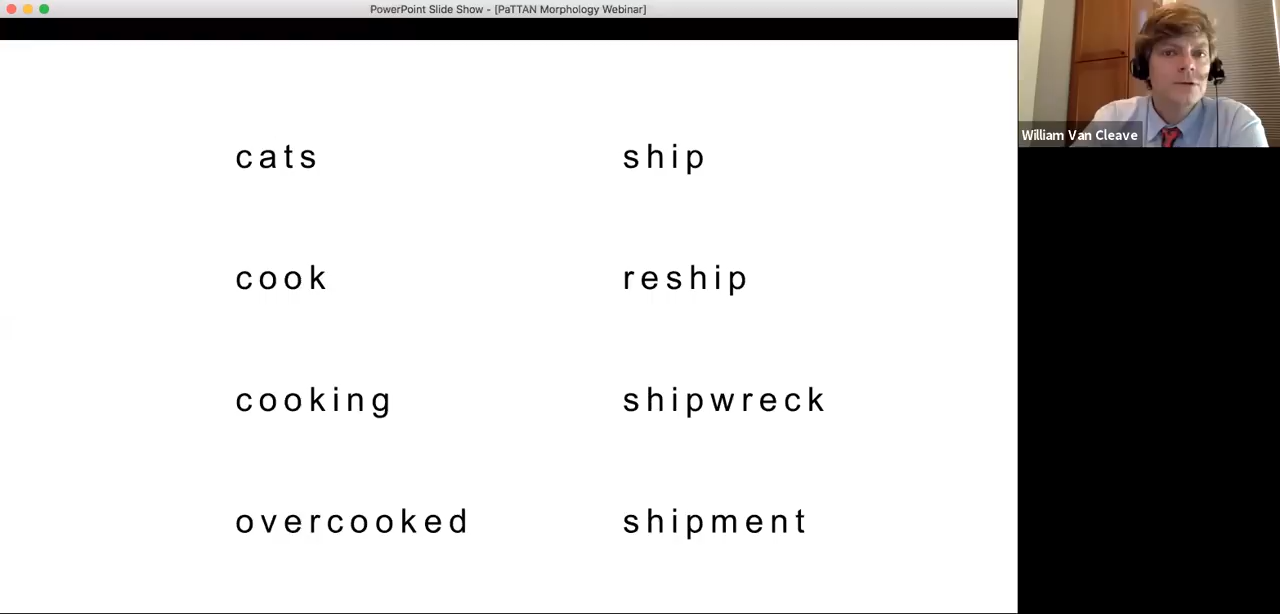 PowerPoint Slide Show - [PaTTAN Morphology Webinar]
William Van Cleave
cats
ship
cook
reship
cooking
shipwreck
overcooked
shipment